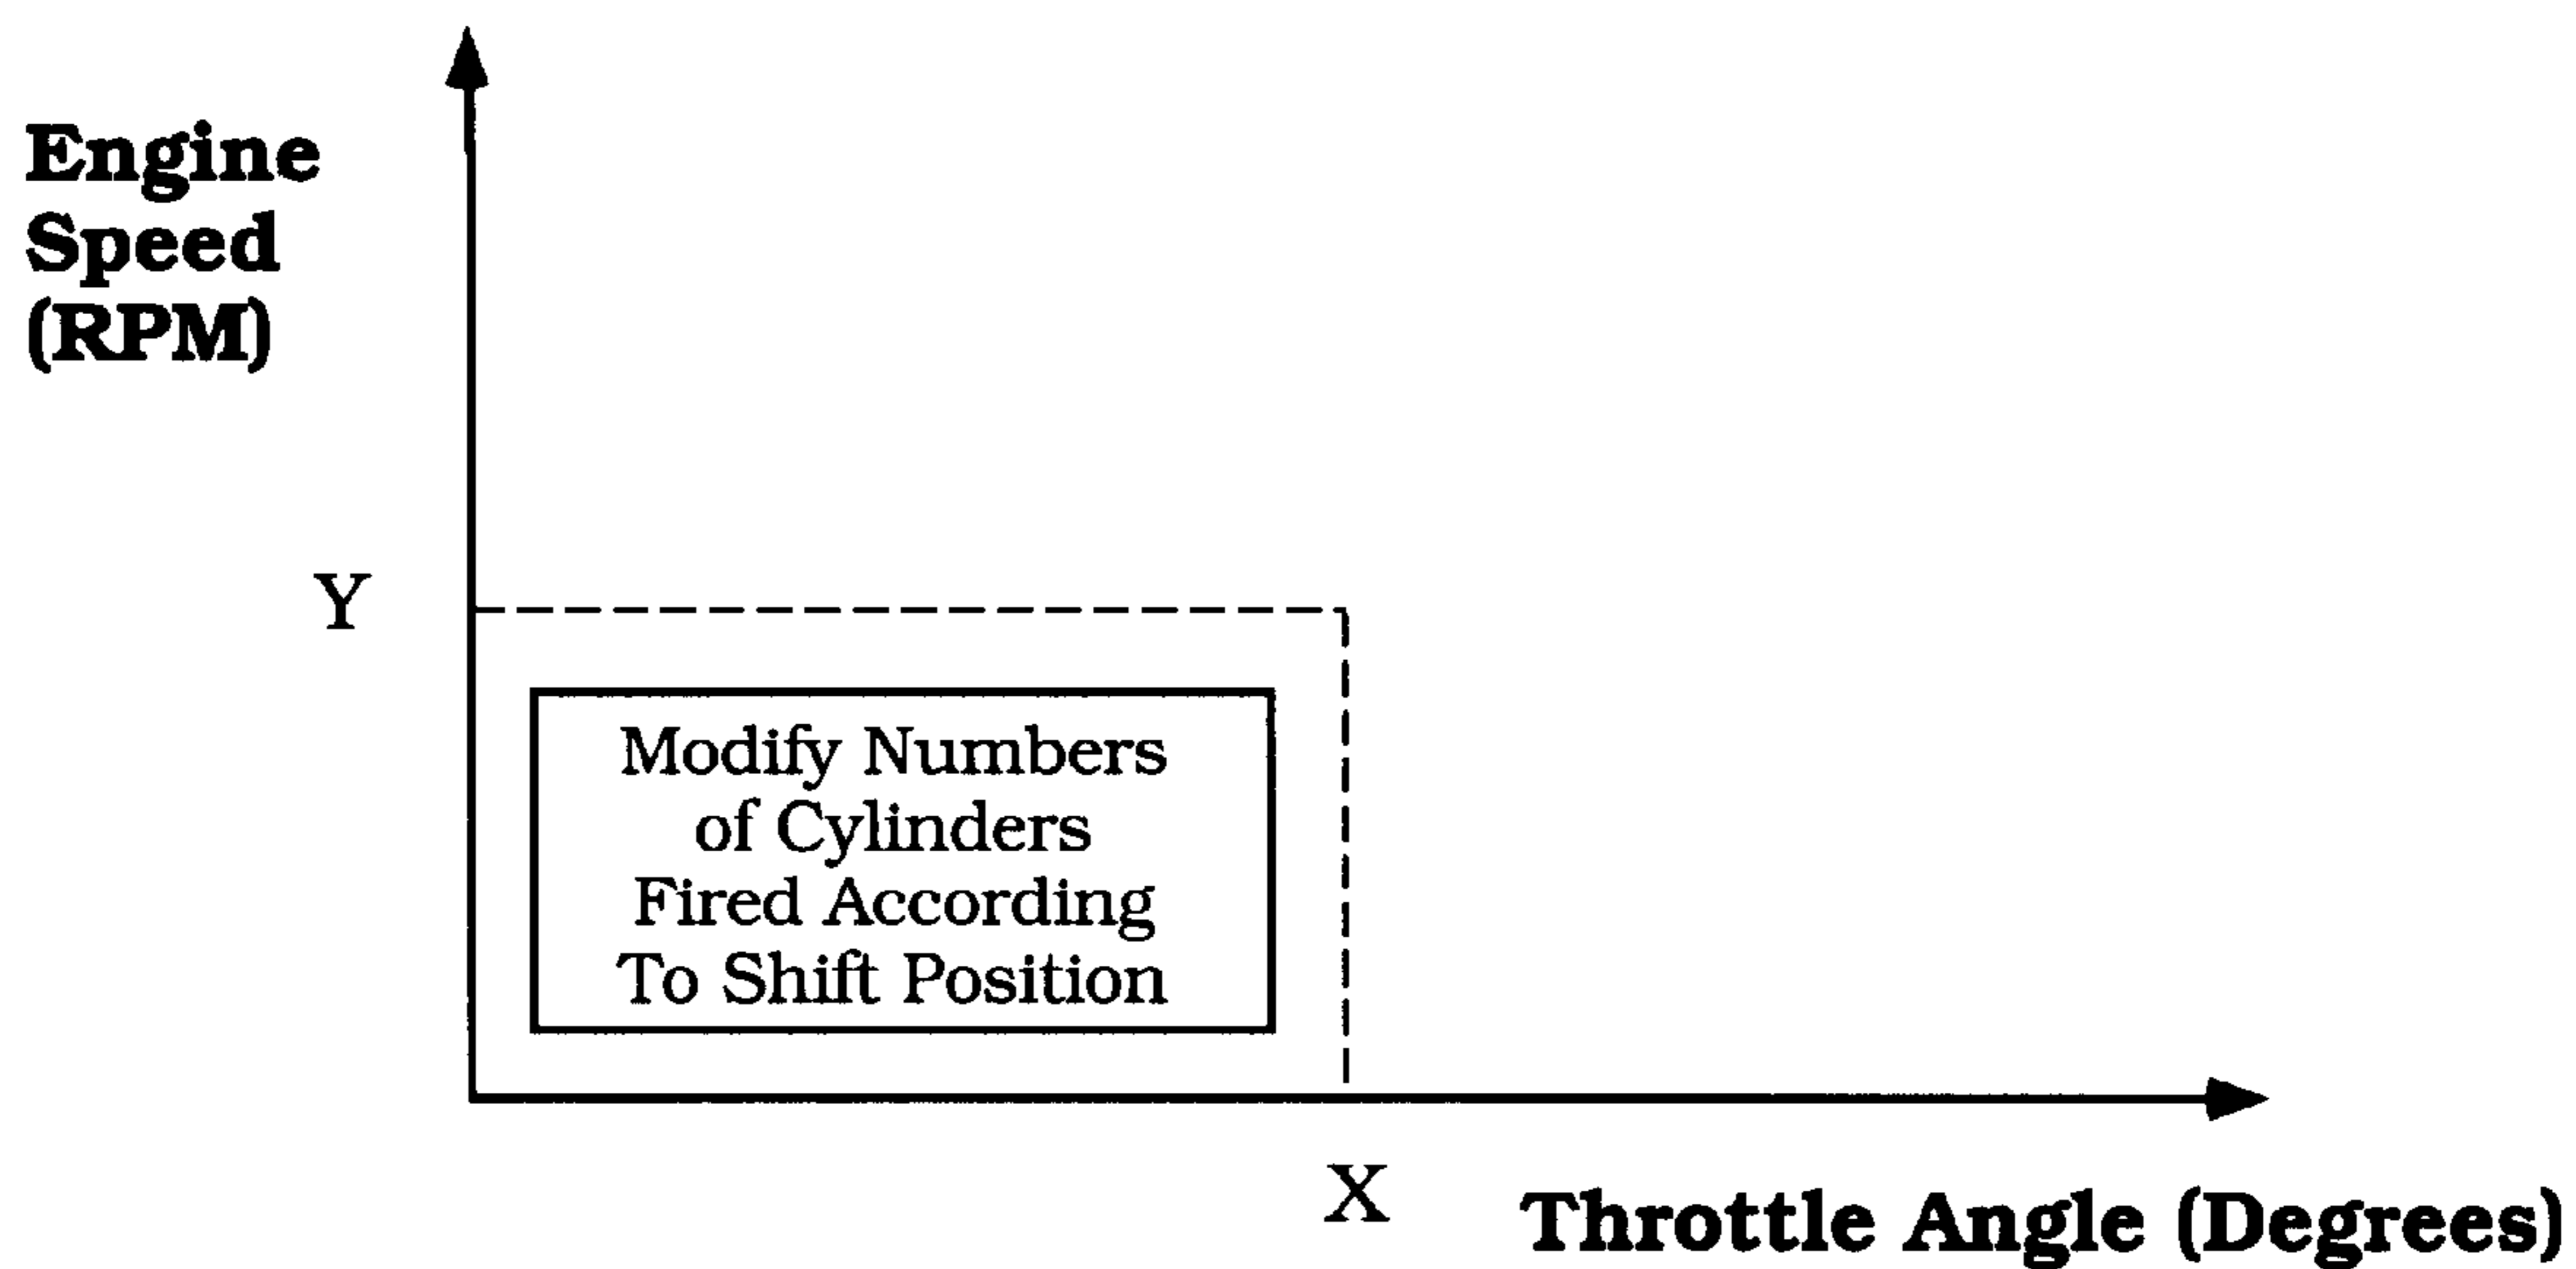 Engine
Speed
(RPM)
Y
Modify Numbers
of Cylinders
Fired According
To Shift Position
X
Throttle Angle (Degrees)